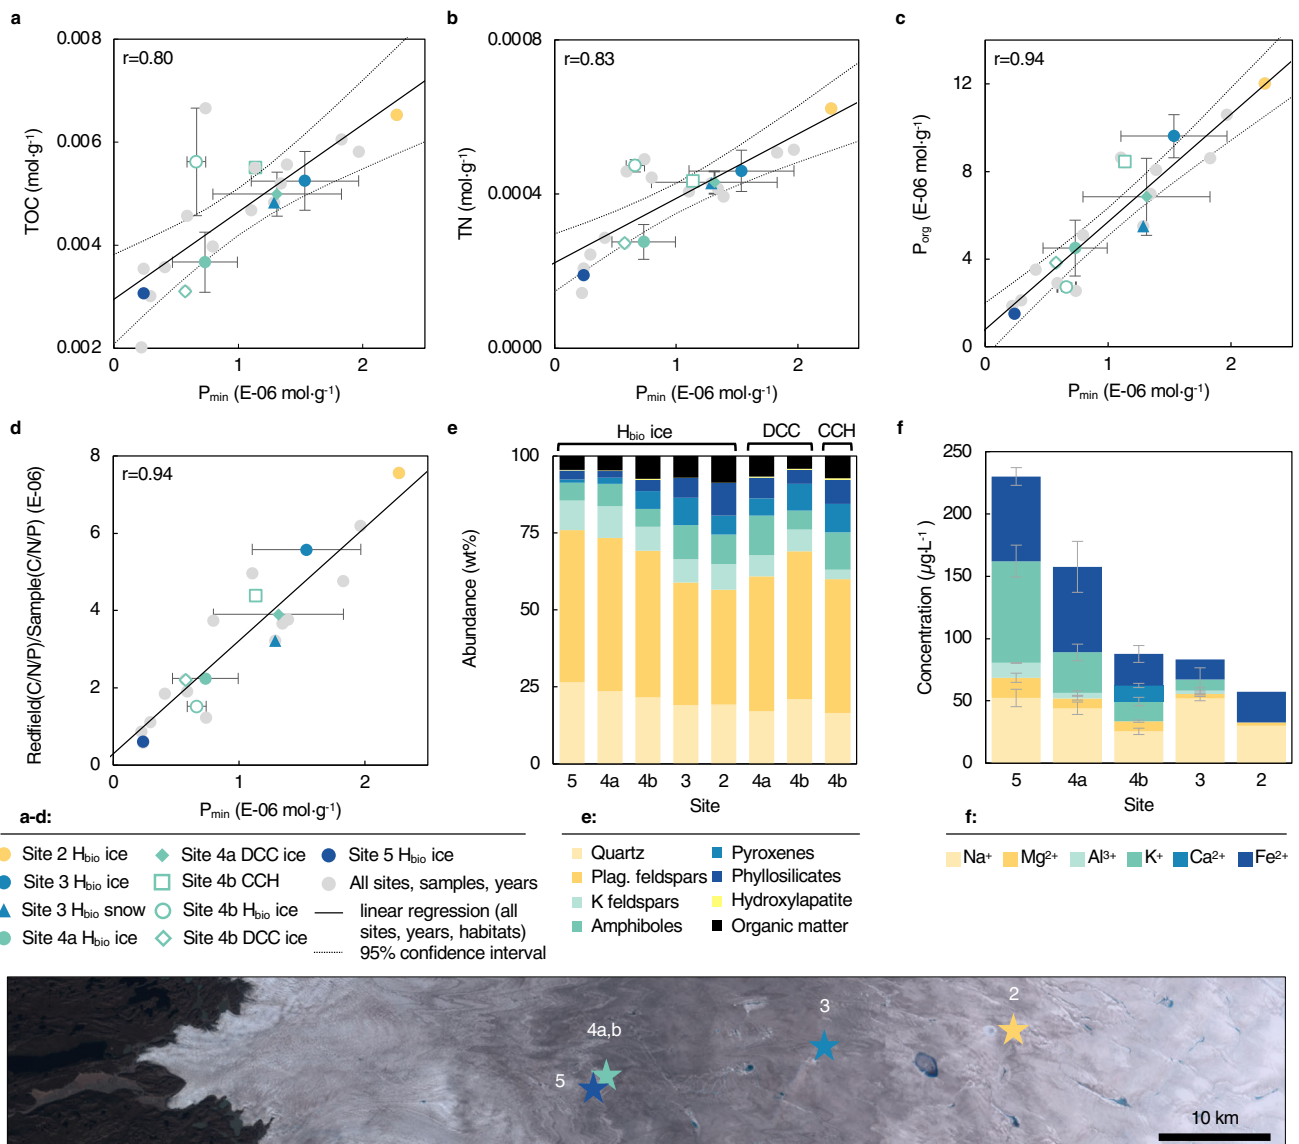 a
r=0.80
0.008
0.006
0.004
0.002
TOC (mol·g⁻¹)
0
1
2
Pmin (E-06 mol·g⁻¹)
b
r=0.83
0.0008
0.0004
0.0000
TN (mol·g⁻¹)
0
1
2
Pmin (E-06 mol·g⁻¹)
c
r=0.94
12
8
4
0
Porg (E-06 mol·g⁻¹)
0
1
2
Pmin (E-06 mol·g⁻¹)
d
r=0.94
8
6
4
2
0
Redfield(C/N/P)/Sample(C/N/P) (E-06)
0
1
2
Pmin (E-06 mol·g⁻¹)
e
Hbio ice
DCC
CCH
100
75
50
25
0
Abundance (wt%)
5 4a 4b 3 2 4a 4b 4b
Site
f
250
200
150
100
50
0
Concentration (µg·L⁻¹)
5 4a 4b 3 2
Site
a-d:
Site 2 Hbio ice
Site 3 Hbio ice
Site 3 Hbio snow
Site 4a Hbio ice
Site 4a DCC ice
Site 4b CCH
Site 4b Hbio ice
Site 4b DCC ice
Site 5 Hbio ice
All sites, samples, years
linear regression (all
sites, years, habitats)
95% confidence interval
e:
Quartz
Plag. feldspars
K feldspars
Amphiboles
Pyroxenes
Phyllosilicates
Hydroxylapatite
Organic matter
f:
Na⁺ Mg²⁺ Al³⁺ K⁺ Ca²⁺ Fe²⁺
2
3
4a,b
5
10 km